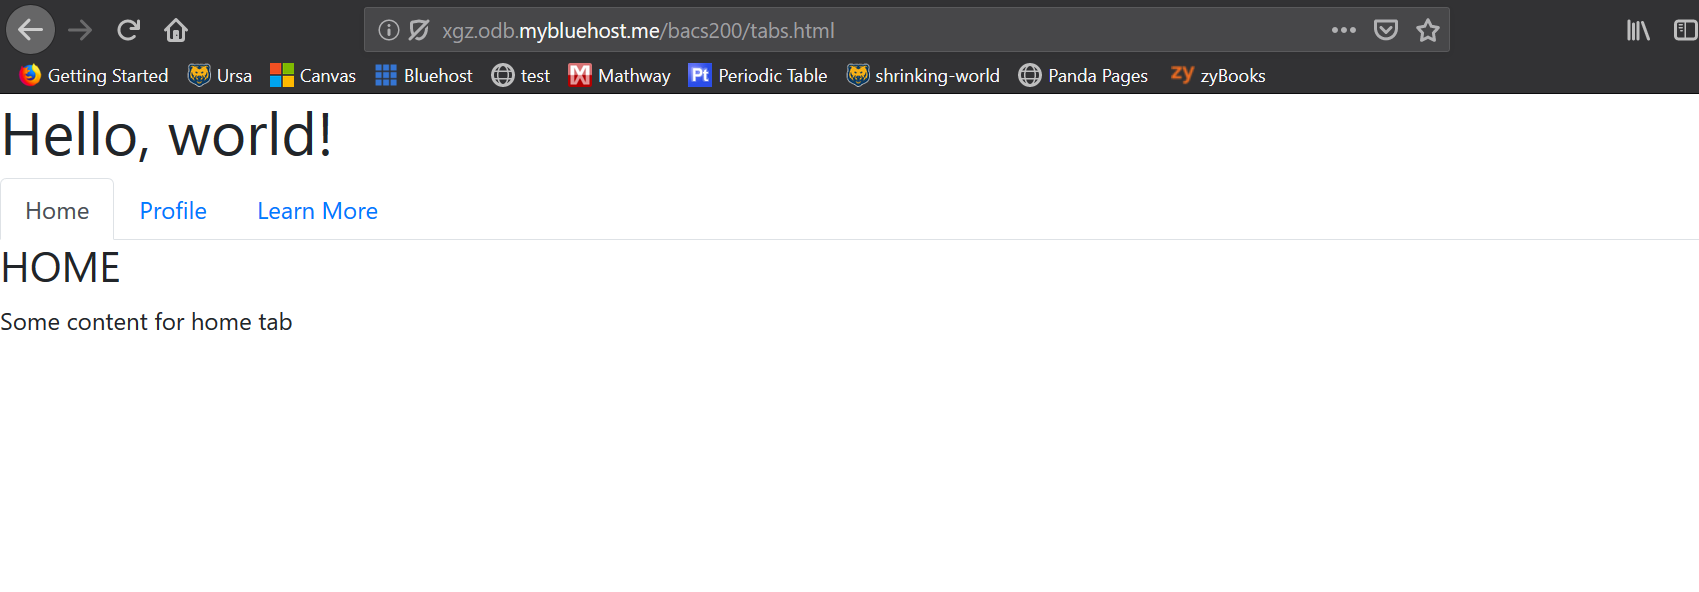 xgz.odb.mybluehost.me/bacs200/tabs.html
Getting Started Ursa Canvas Bluehost test Mathway Pt Periodic Table shrinking-world Panda Pages zy zyBooks
Hello, world!
Home Profile Learn More
HOME
Some content for home tab